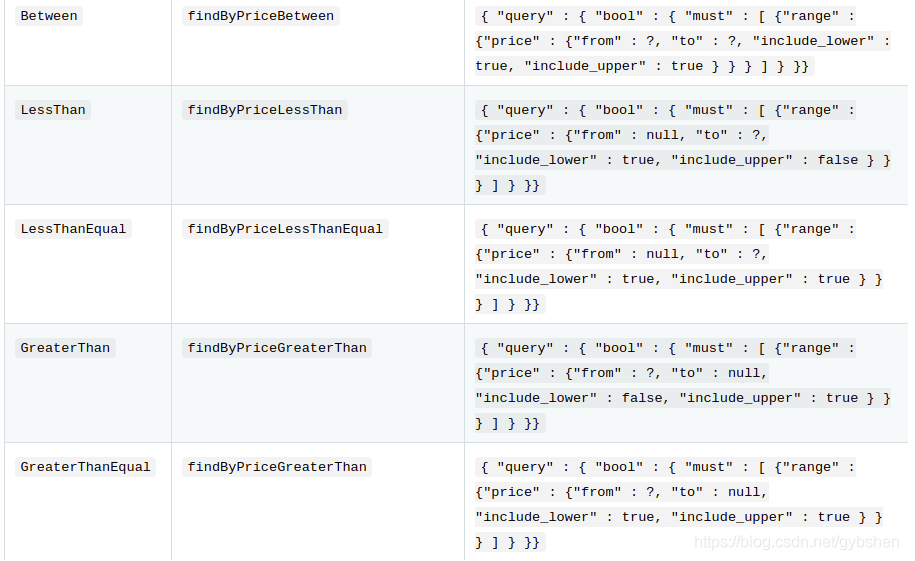 Between findByPriceBetween { "query" : { "bool" : { "must" : [ {"range" :
{"price" : {"from" : ?, "to" : ?, "include_lower" :
true, "include_upper" : true } } } ] } }}
LessThan findByPriceLessThan { "query" : { "bool" : { "must" : [ {"range" :
{"price" : {"from" : null, "to" : ?,
"include_lower" : true, "include_upper" : false } }
} ] } }}
LessThanEqual findByPriceLessThanEqual { "query" : { "bool" : { "must" : [ {"range" :
{"price" : {"from" : null, "to" : ?,
"include_lower" : true, "include_upper" : true } }
} ] } }}
GreaterThan findByPriceGreaterThan { "query" : { "bool" : { "must" : [ {"range" :
{"price" : {"from" : ?, "to" : null,
"include_lower" : false, "include_upper" : true } }
} ] } }}
GreaterThanEqual findByPriceGreaterThan { "query" : { "bool" : { "must" : [ {"range" :
{"price" : {"from" : ?, "to" : null,
"include_lower" : true, "include_upper" : true } }
} ] } }}
https://blog.csdn.net/gybshen